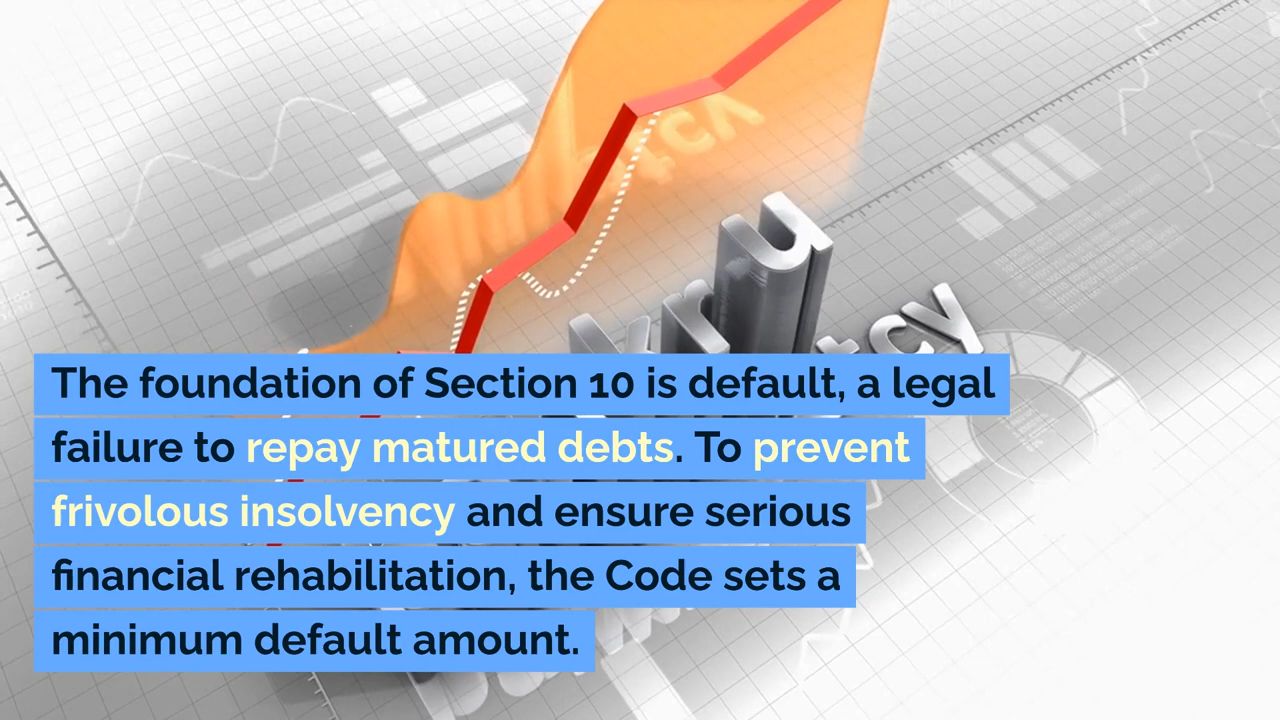 The foundation of Section 10 is default, a legal
failure to repay matured debts. To prevent
frivolous insolvency and ensure serious
financial rehabilitation, the Code sets a
minimum default amount.